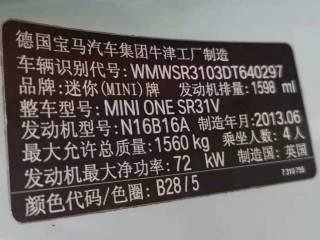 德国宝马汽车集团牛津工厂制造
车辆识别代号: WMWSR3103DT640297
品牌: 迷你(MINI)牌 发动机排量: 1598 ml
整车型号: MINI ONE SR31V
发动机型号: N16B16A 制造年月: 2013.06
最大允许总质量: 1560 kg 乘坐人数: 4人
发动机最大净功率: 72 kW 制造国: 英国
颜色代码/色圈: B28/5
7 310 755